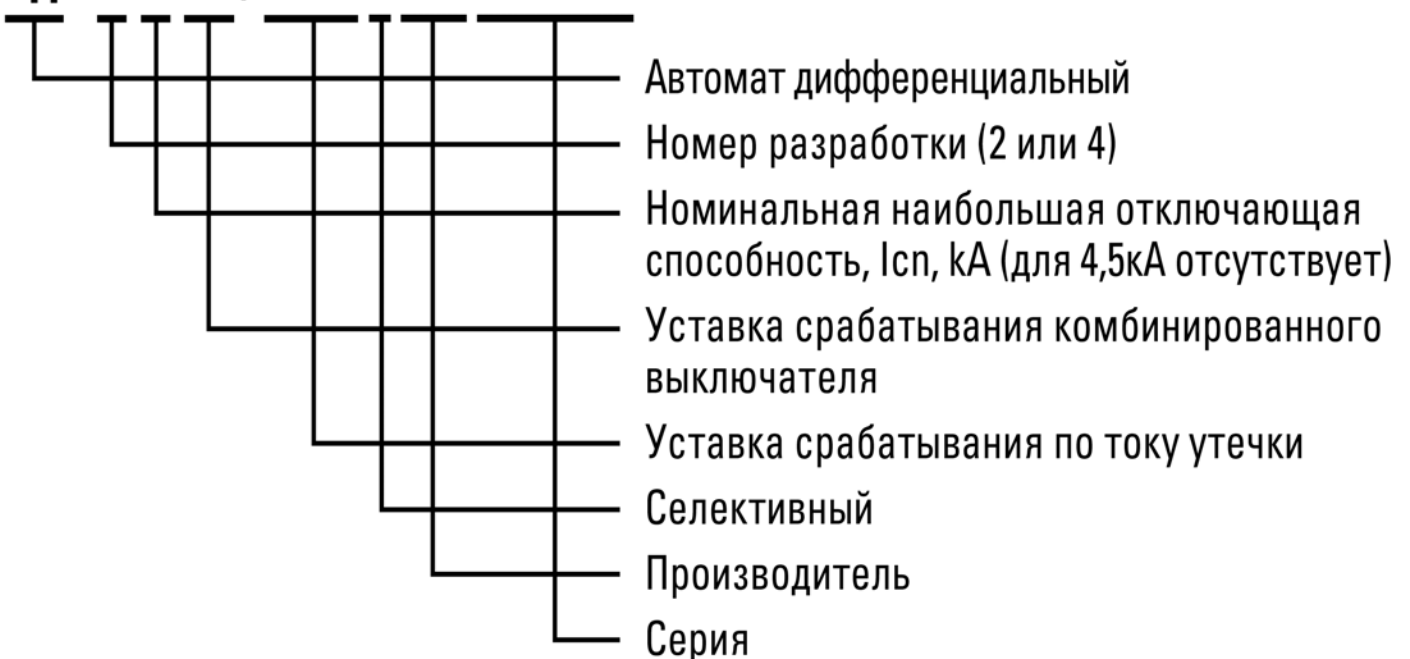 Автомат дифференциальный
Номер разработки (2 или 4)
Номинальная наибольшая отключающая
способность, Icn, kA (для 4,5кА отсутствует)
Уставка срабатывания комбинированного
выключателя
Уставка срабатывания по току утечки
Селективный
Производитель
Серия